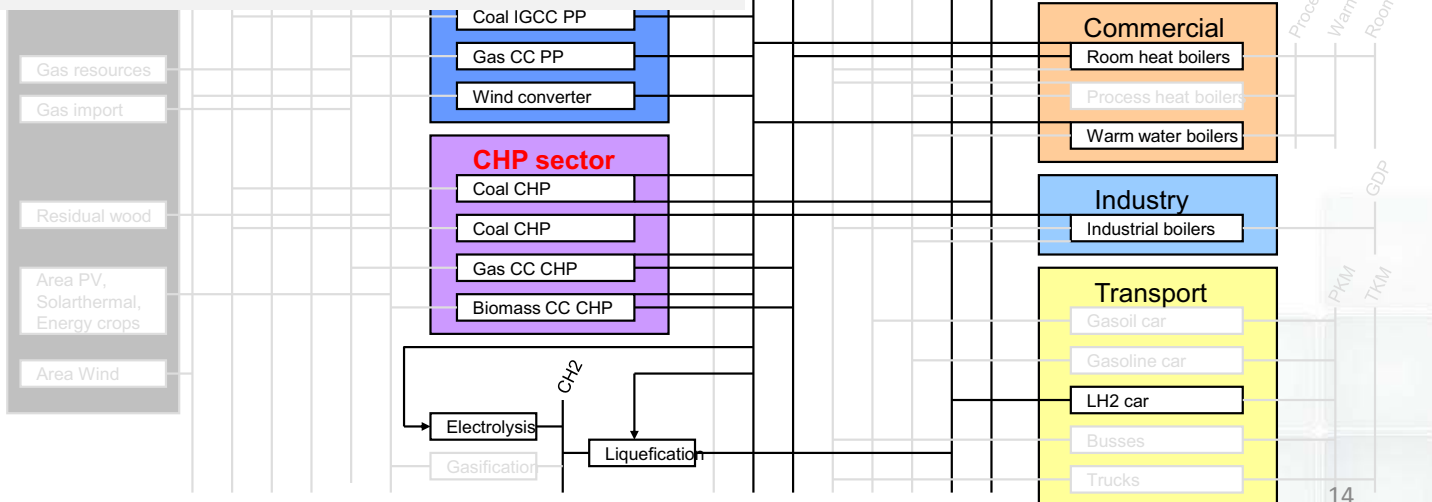 Gas resources
Gas import
Residual wood
Area PV,
Solarthermal,
Energy crops
Area Wind
Coal IGCC PP
Gas CC PP
Wind converter
CHP sector
Coal CHP
Coal CHP
Gas CC CHP
Biomass CC CHP
CH2
Electrolysis
Gasification
Liquefication
Commercial
Room heat boilers
Process heat boilers
Warm water boilers
Industry
Industrial boilers
Transport
Gasoil car
Gasoline car
LH2 car
Busses
Trucks
GDP
PKM
TKM
14